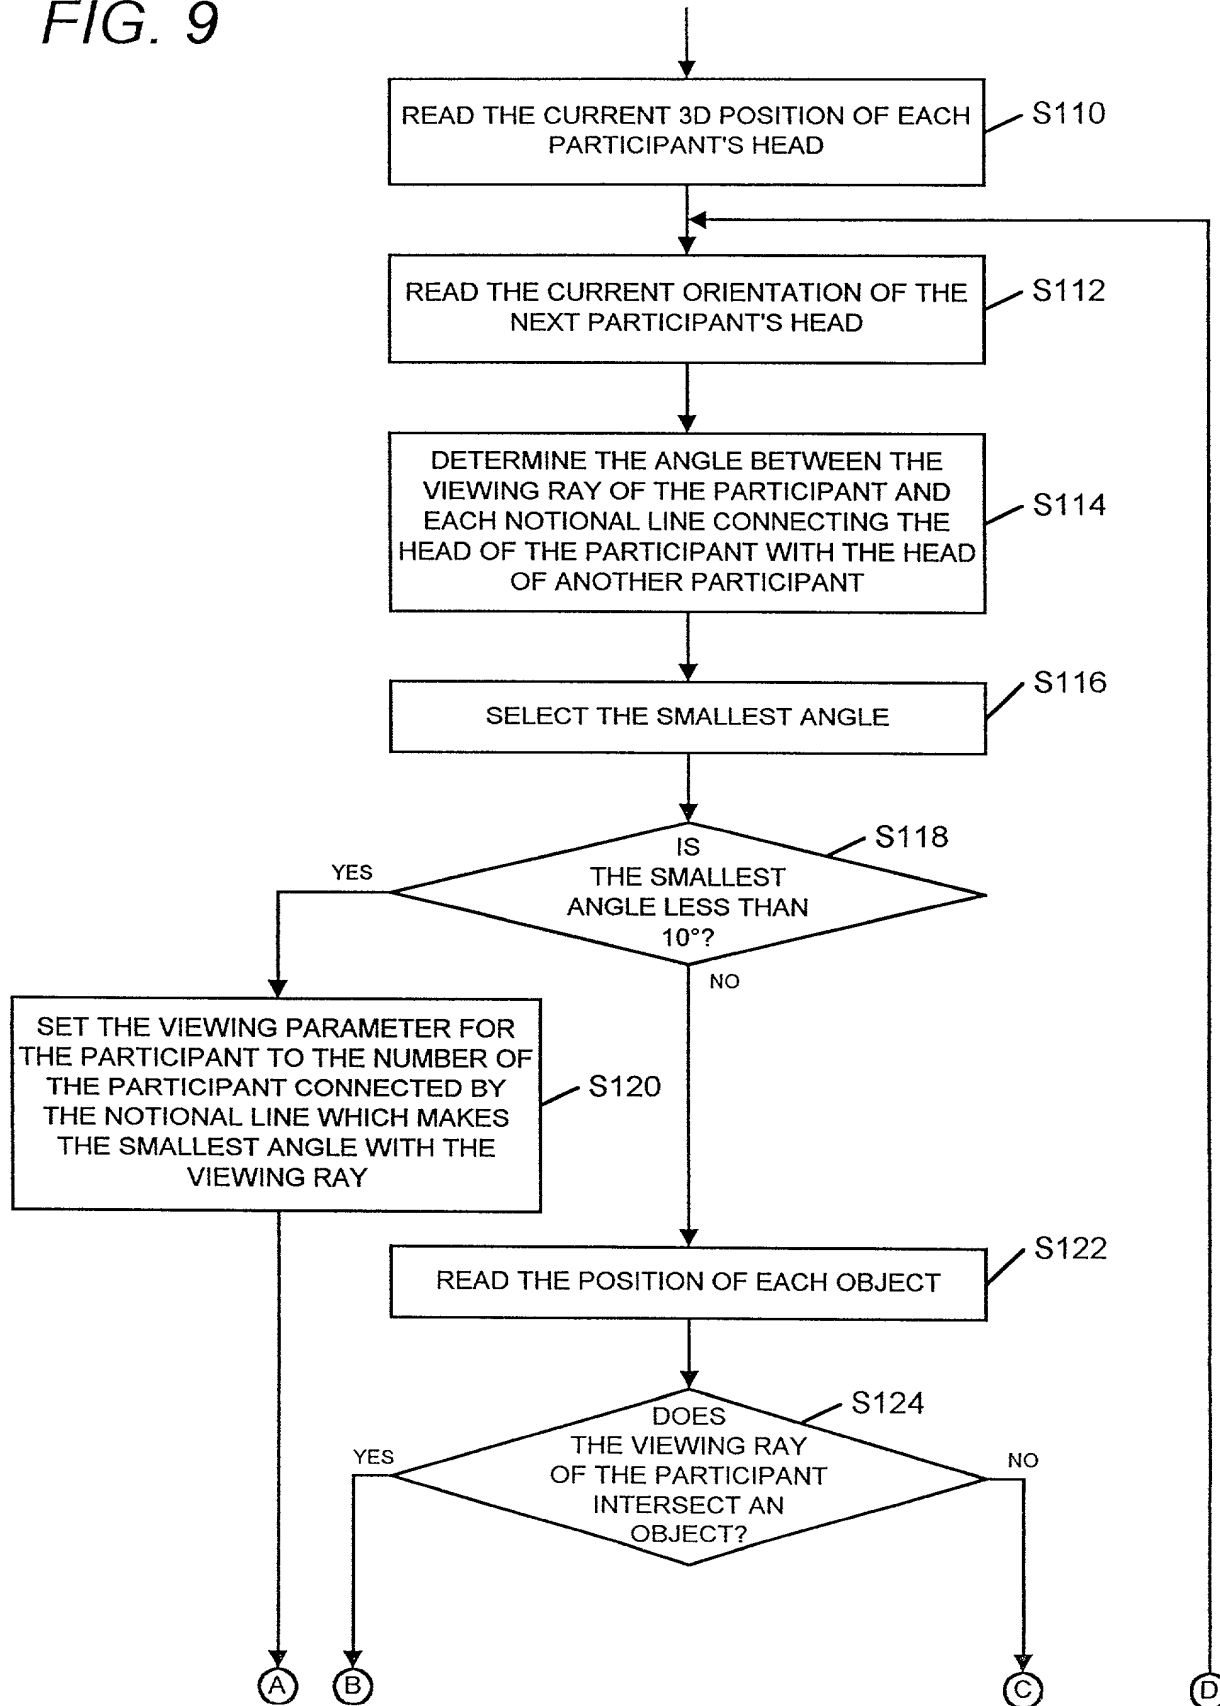 FIG. 9
READ THE CURRENT 3D POSITION OF EACH
PARTICIPANT'S HEAD
S110
READ THE CURRENT ORIENTATION OF THE
NEXT PARTICIPANT'S HEAD
S112
DETERMINE THE ANGLE BETWEEN THE
VIEWING RAY OF THE PARTICIPANT AND
EACH NOTIONAL LINE CONNECTING THE
HEAD OF THE PARTICIPANT WITH THE HEAD
OF ANOTHER PARTICIPANT
S114
SELECT THE SMALLEST ANGLE
S116
IS
THE SMALLEST
ANGLE LESS THAN
10°?
S118
YES
NO
SET THE VIEWING PARAMETER FOR
THE PARTICIPANT TO THE NUMBER OF
THE PARTICIPANT CONNECTED BY
THE NOTIONAL LINE WHICH MAKES
THE SMALLEST ANGLE WITH THE
VIEWING RAY
S120
READ THE POSITION OF EACH OBJECT
S122
DOES
THE VIEWING RAY
OF THE PARTICIPANT
INTERSECT AN
OBJECT?
S124
YES
NO
A
B
C
D